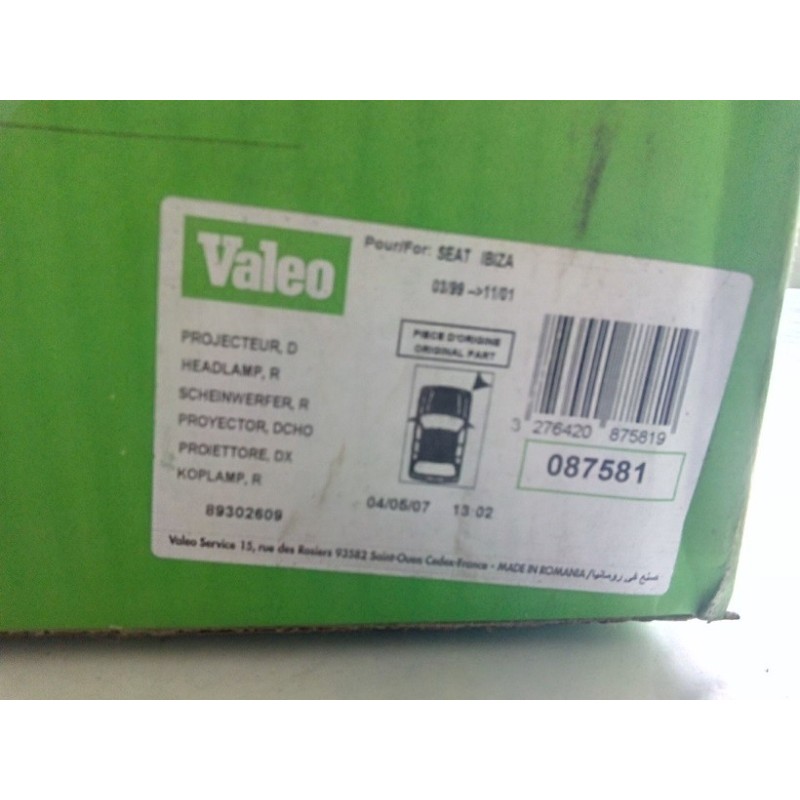 Valeo
Pour/For: SEAT IBIZA
03/99 -->11/01
PROJECTEUR, D
HEADLAMP, R
SCHEINWERFER, R
PROYECTOR, DCHO
PROIETTORE, DX
KOPLAMP, R
89302609
PIECE D'ORIGINE
ORIGINAL PART
04/05/07 13:02
3 276420 875819
087581
Valeo Service 15, rue des Rosiers 93582 Saint-Ouen Cedex-France - MADE IN ROMANIA/صنع في رومانيا